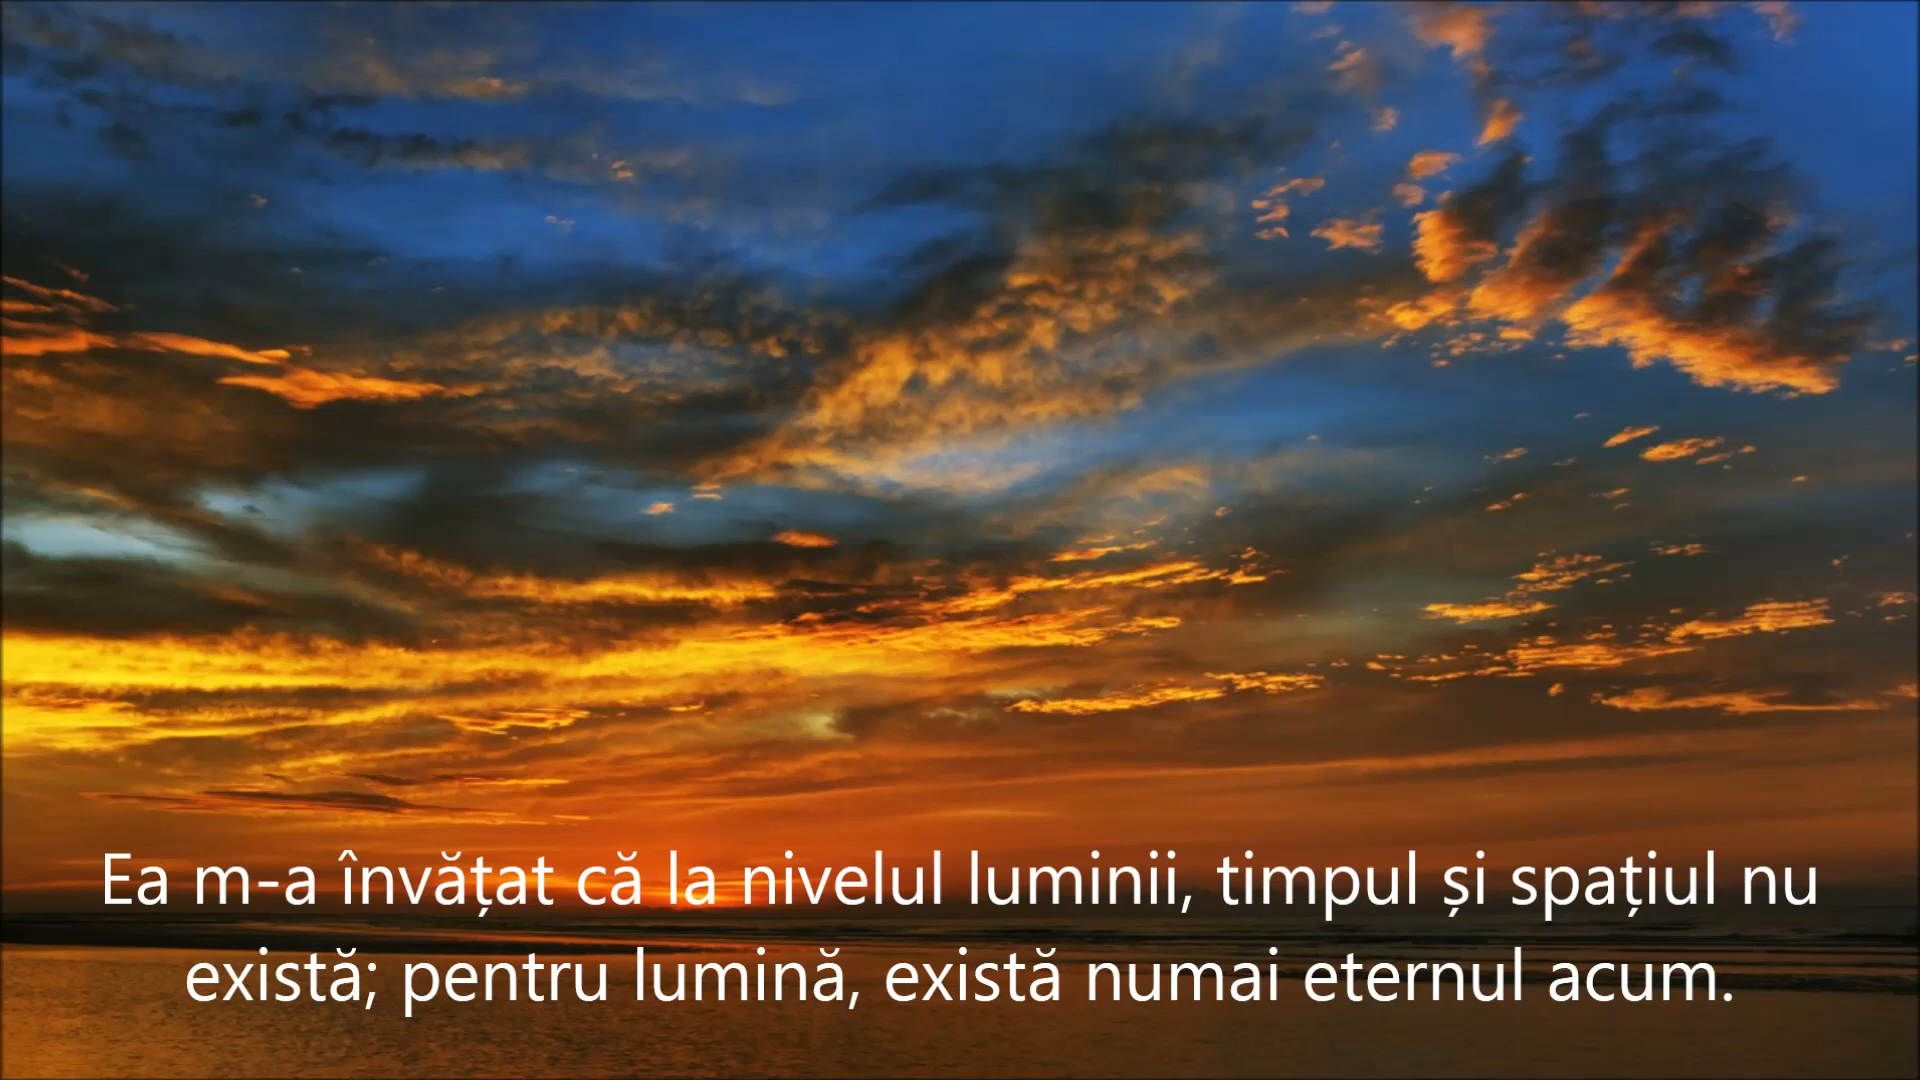 Ea m-a învățat că la nivelul luminii, timpul și spațiul nu
există; pentru lumină, există numai eternul acum.